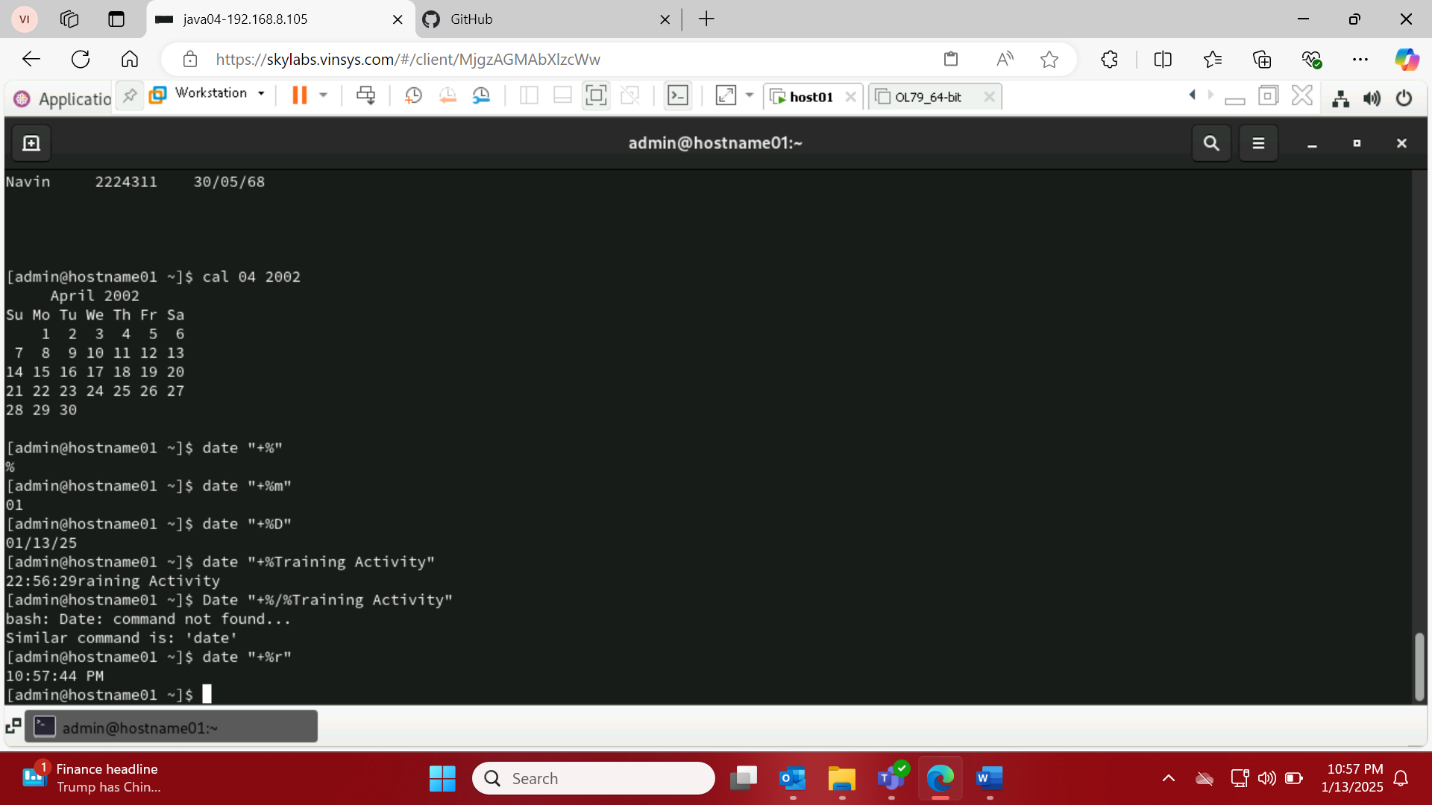 VI
java04-192.168.8.105
GitHub
https://skylabs.vinsys.com/#/client/MjgzAGMAbXlzcWw
Applicatio
Workstation
host01
OL79_64-bit
admin@hostname01:~
Navin     2224311    30/05/68
[admin@hostname01 ~]$ cal 04 2002
     April 2002
Su Mo Tu We Th Fr Sa
    1  2  3  4  5  6
 7  8  9 10 11 12 13
14 15 16 17 18 19 20
21 22 23 24 25 26 27
28 29 30
[admin@hostname01 ~]$ date "+%"
%
[admin@hostname01 ~]$ date "+%m"
01
[admin@hostname01 ~]$ date "+%D"
01/13/25
[admin@hostname01 ~]$ date "+%Training Activity"
22:56:29raining Activity
[admin@hostname01 ~]$ Date "+%/%Training Activity"
bash: Date: command not found...
Similar command is: 'date'
[admin@hostname01 ~]$ date "+%r"
10:57:44 PM
[admin@hostname01 ~]$
admin@hostname01:~
1
Finance headline
Trump has Chin...
Search
10:57 PM
1/13/2025